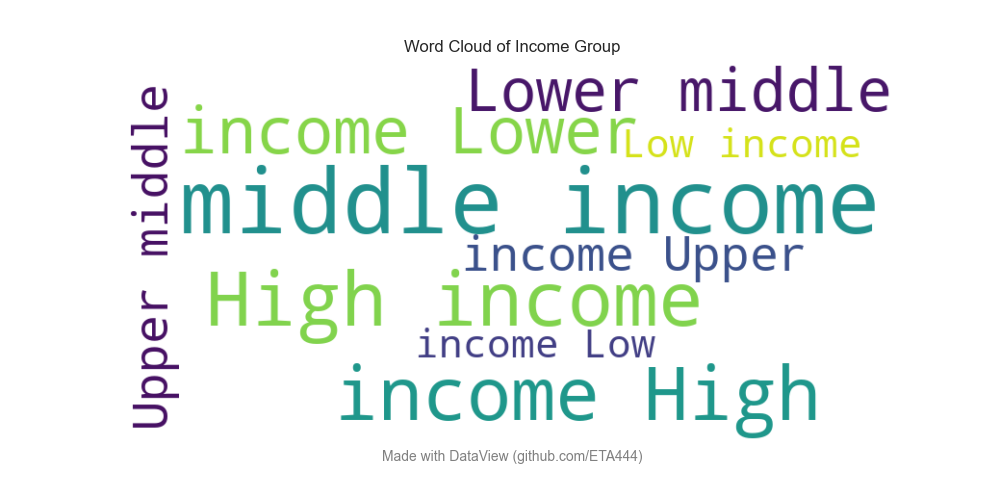 Word Cloud of Income Group
Lower middle
income Lower
Low income
middle income
Upper middle
income Upper
High income
income Low
income High
Made with DataView (github.com/ETA444)